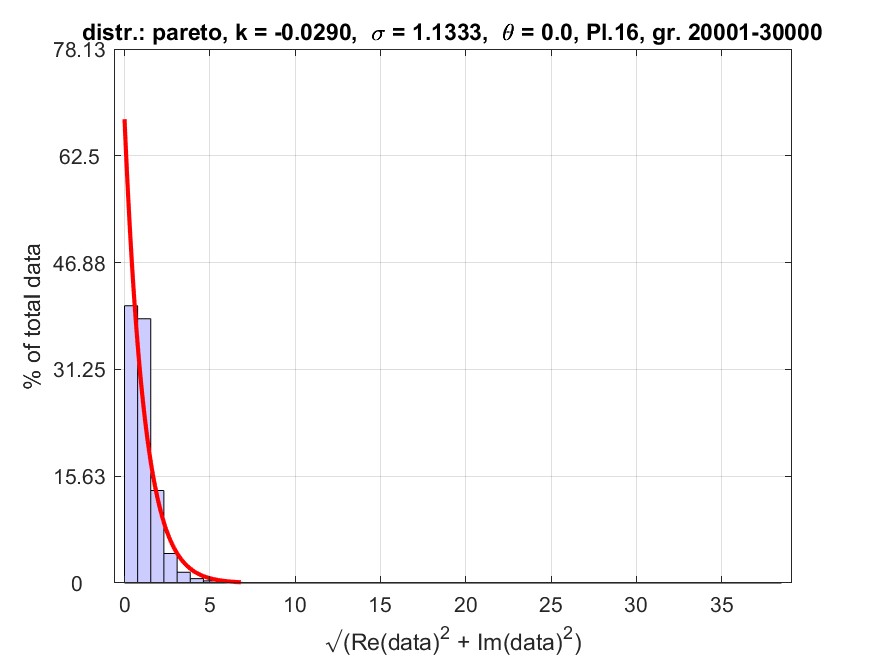 distr.: pareto, k = -0.0290, σ = 1.1333, θ = 0.0, Pl.16, gr. 20001-30000
78.13
62.5
46.88
31.25
15.63
0
% of total data
0 5 10 15 20 25 30 35
√(Re(data)² + Im(data)²)